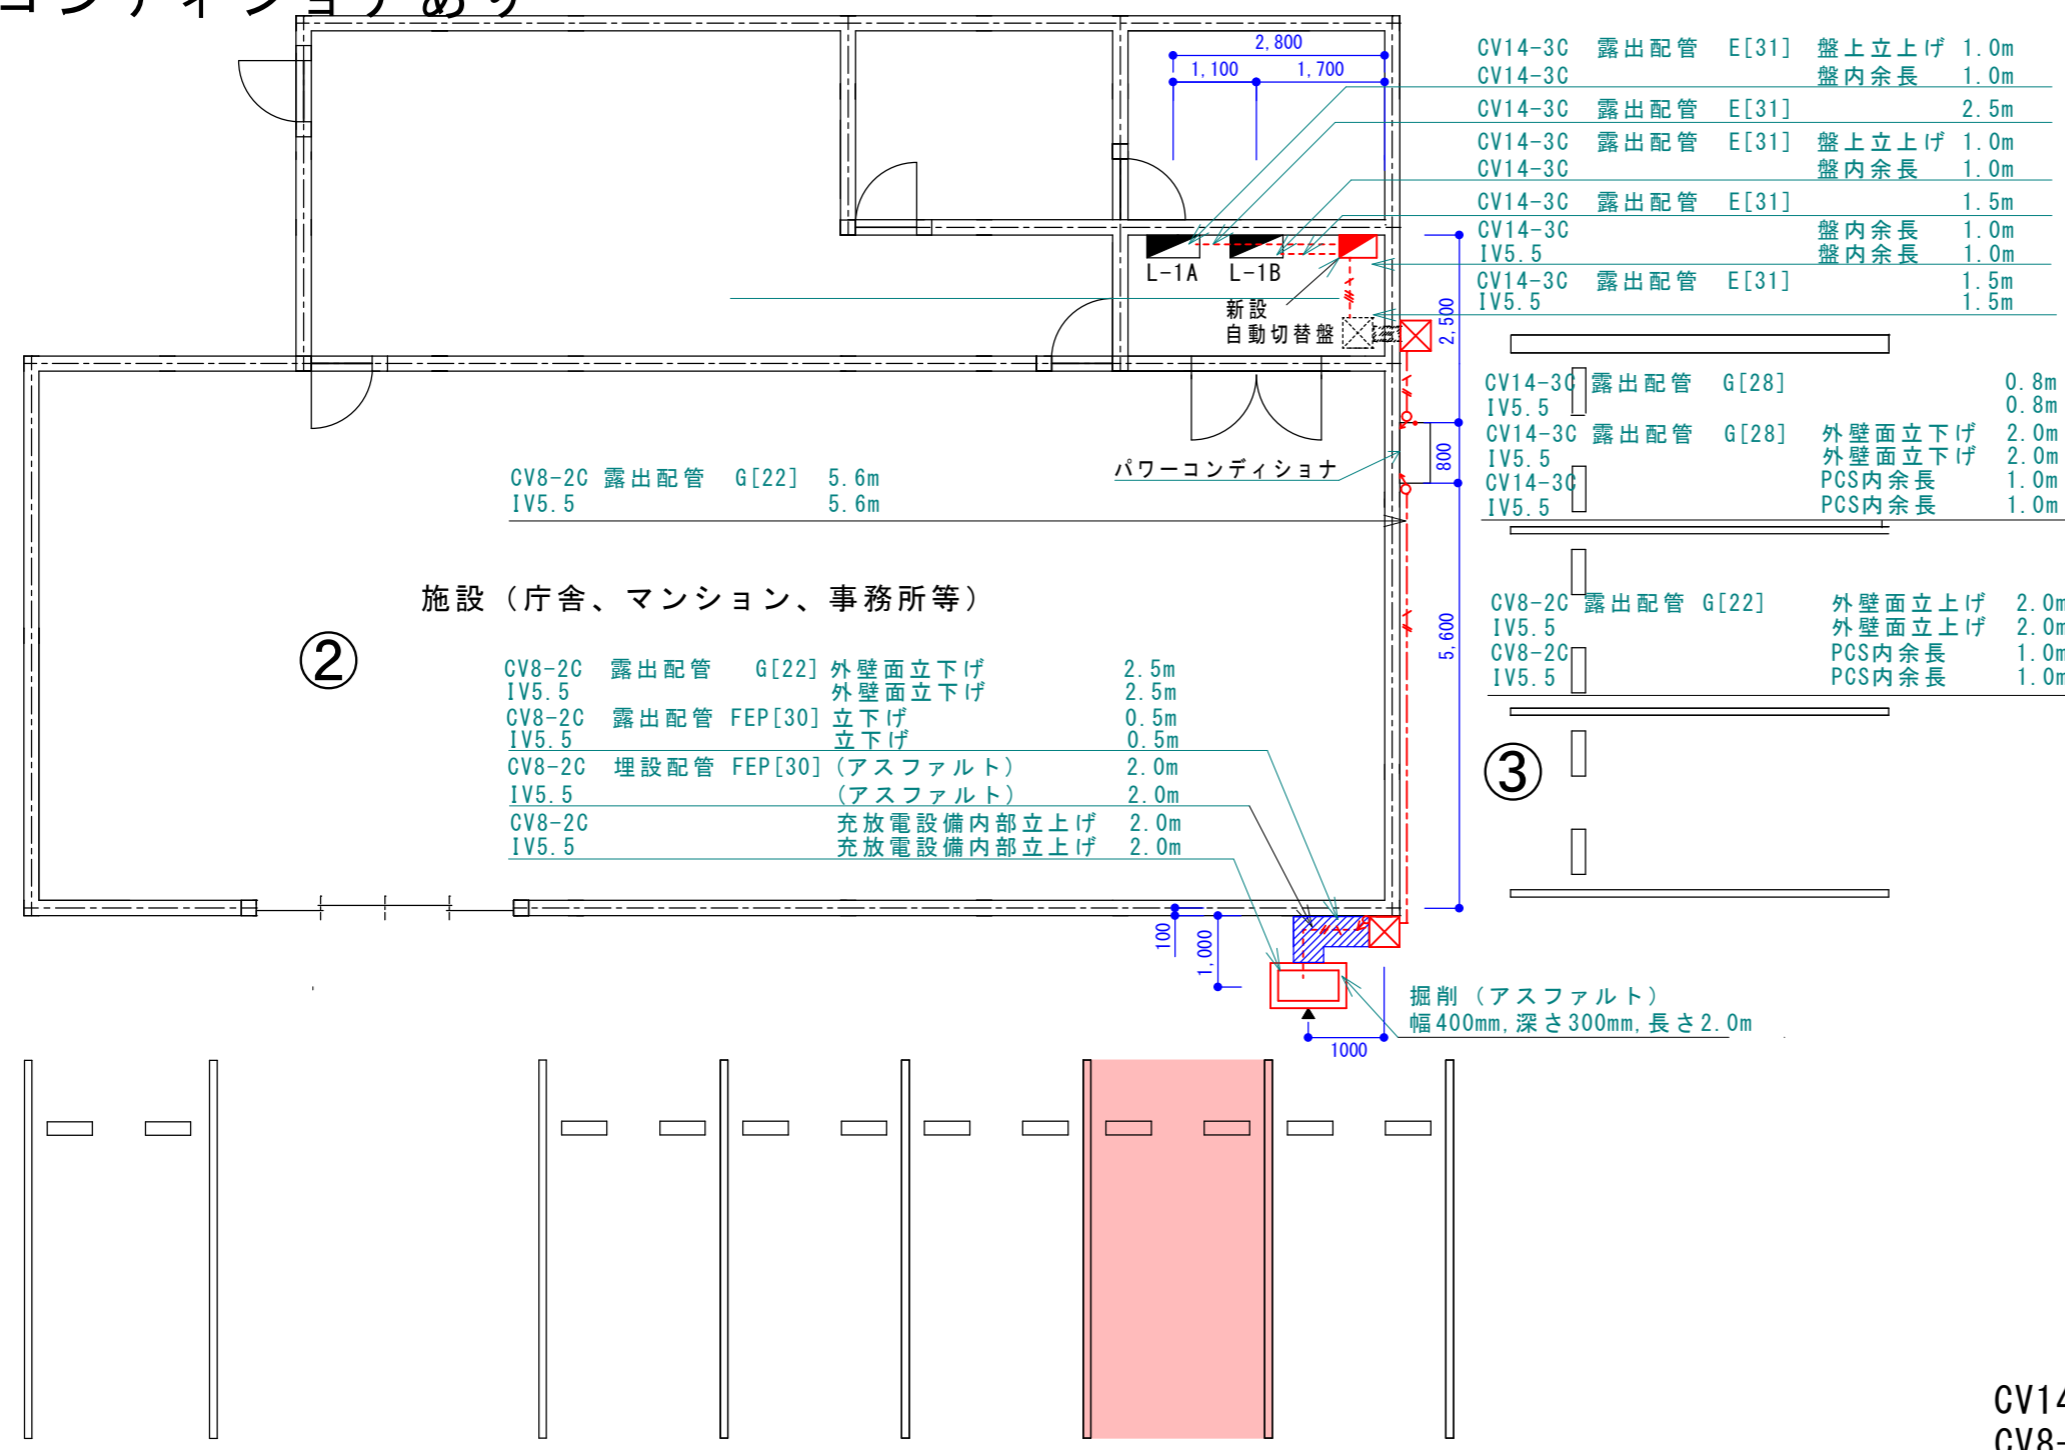 コンディショナあり
2,800
1,100 1,700
CV14-3C 露出配管 E[31] 盤上立上げ 1.0m
CV14-3C 盤内余長 1.0m
CV14-3C 露出配管 E[31] 2.5m
CV14-3C 露出配管 E[31] 盤上立上げ 1.0m
CV14-3C 盤内余長 1.0m
CV14-3C 露出配管 E[31] 1.5m
CV14-3C 盤内余長 1.0m
IV5.5 盤内余長 1.0m
CV14-3C 露出配管 E[31] 1.5m
IV5.5 1.5m
L-1A L-1B
新設
自動切替盤
2,500
CV14-3C 露出配管 G[28] 0.8m
IV5.5 0.8m
CV14-3C 露出配管 G[28] 外壁面立下げ 2.0m
IV5.5 外壁面立下げ 2.0m
CV14-3C PCS内余長 1.0m
IV5.5 PCS内余長 1.0m
800
パワーコンディショナ
CV8-2C 露出配管 G[22] 5.6m
IV5.5 5.6m
施設（庁舎、マンション、事務所等）
②
5,600
CV8-2C 露出配管 G[22] 外壁面立上げ 2.0m
IV5.5 外壁面立上げ 2.0m
CV8-2C PCS内余長 1.0m
IV5.5 PCS内余長 1.0m
③
CV8-2C 露出配管 G[22] 外壁面立下げ 2.5m
IV5.5 外壁面立下げ 2.5m
CV8-2C 露出配管 FEP[30] 立下げ 0.5m
IV5.5 立下げ 0.5m
CV8-2C 埋設配管 FEP[30] (アスファルト) 2.0m
IV5.5 (アスファルト) 2.0m
CV8-2C 充放電設備内部立上げ 2.0m
IV5.5 充放電設備内部立上げ 2.0m
100
1,000
掘削（アスファルト）
幅400mm,深さ300mm,長さ2.0m
1000
CV14
CV8-